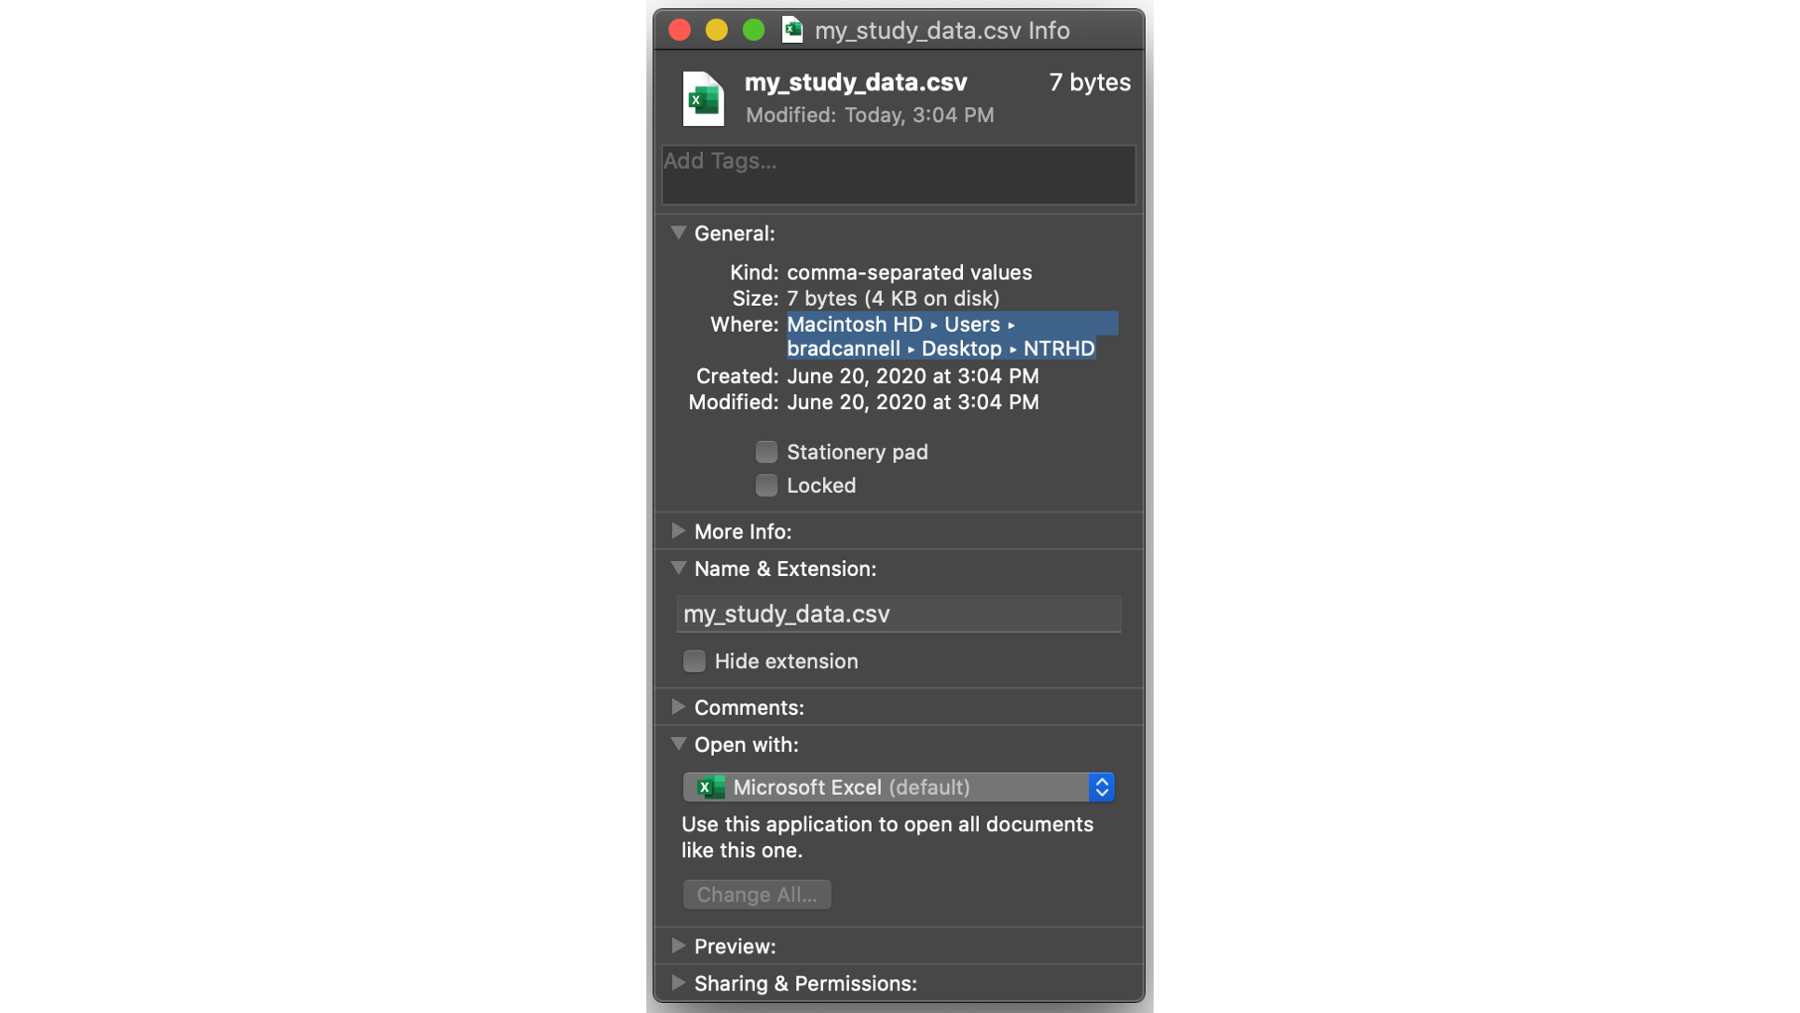 my_study_data.csv Info
my_study_data.csv 7 bytes
Modified: Today, 3:04 PM
Add Tags...
General:
Kind: comma-separated values
Size: 7 bytes (4 KB on disk)
Where: Macintosh HD ▸ Users ▸
bradcannell ▸ Desktop ▸ NTRHD
Created: June 20, 2020 at 3:04 PM
Modified: June 20, 2020 at 3:04 PM
Stationery pad
Locked
More Info:
Name & Extension:
my_study_data.csv
Hide extension
Comments:
Open with:
Microsoft Excel (default)
Use this application to open all documents
like this one.
Change All...
Preview:
Sharing & Permissions: